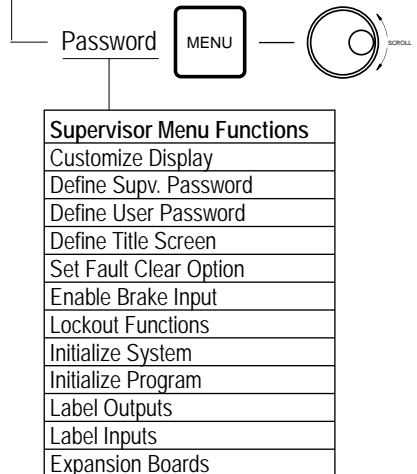 Password MENU SCROLL
Supervisor Menu Functions
Customize Display
Define Supv. Password
Define User Password
Define Title Screen
Set Fault Clear Option
Enable Brake Input
Lockout Functions
Initialize System
Initialize Program
Label Outputs
Label Inputs
Expansion Boards